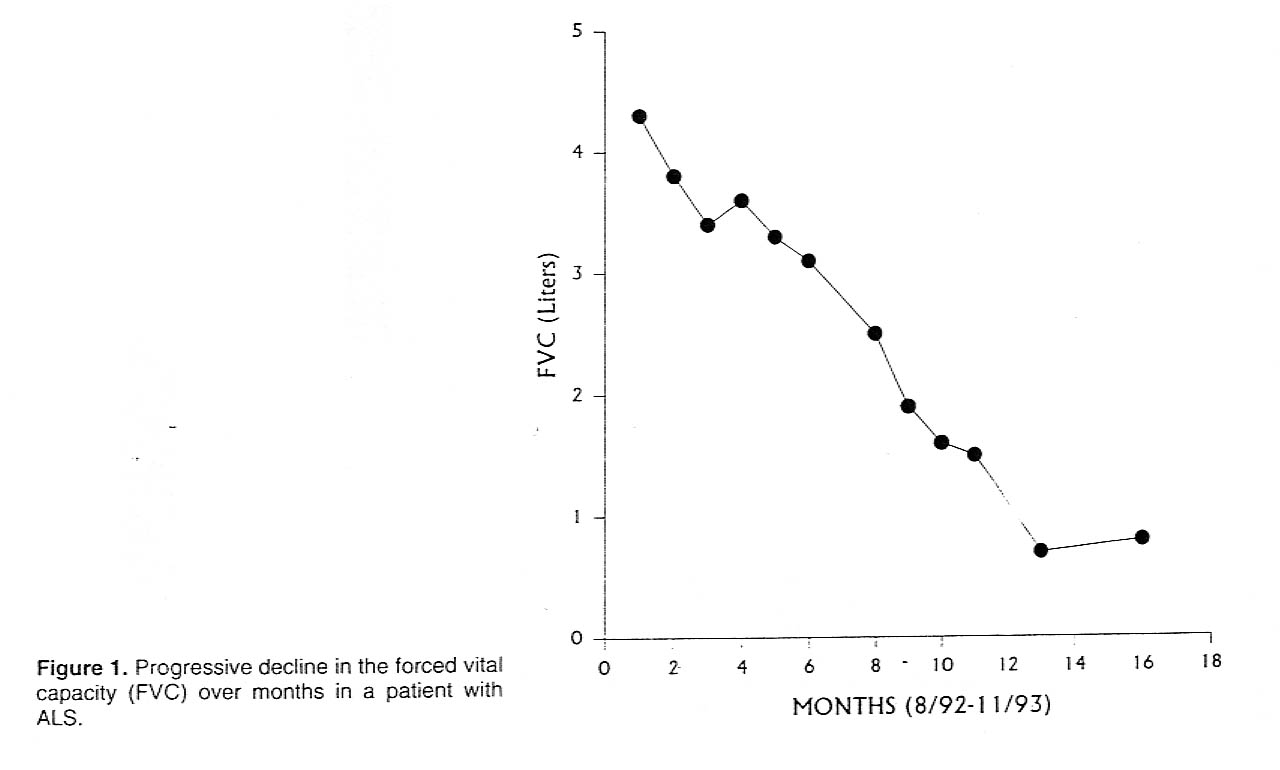 5
4
3
2
1
0
FVC (Liters)
0 2 4 6 8 10 12 14 16 18
MONTHS (8/92-11/93)
Figure 1. Progressive decline in the forced vital
capacity (FVC) over months in a patient with
ALS.